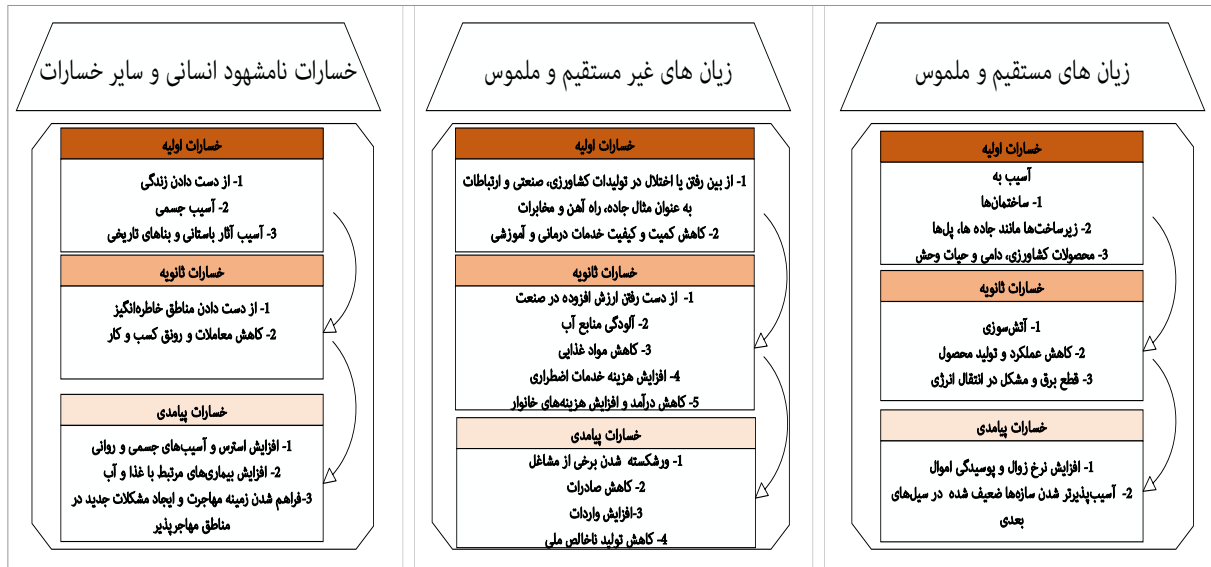 زیان های مستقیم و ملموس
خسارات اولیه
آسیب به
1- ساختمان‌ها
2- زیرساخت‌ها مانند جاده ها، پل‌ها
3- محصولات کشاورزی، دامی و حیات وحش
خسارات ثانویه
1- آتش‌سوزی
2- کاهش عملکرد و تولید محصول
3- قطع برق و مشکل در انتقال انرژی
خسارات پیامدی
1- افزایش نرخ زوال و پوسیدگی اموال
2- آسیب‌پذیرتر شدن سازه‌ها ضعیف شده در سیل‌های
بعدی
زیان های غیر مستقیم و ملموس
خسارات اولیه
1- از بین رفتن یا اختلال در تولیدات کشاورزی، صنعتی و ارتباطات
به عنوان مثال جاده، راه آهن و مخابرات
2- کاهش کمیت و کیفیت خدمات درمانی و آموزشی
خسارات ثانویه
1- از دست رفتن ارزش افزوده در صنعت
2- آلودگی منابع آب
3- کاهش مواد غذایی
4- افزایش هزینه خدمات اضطراری
5- کاهش درآمد و افزایش هزینه‌های خانوار
خسارات پیامدی
1- ورشکسته شدن برخی از مشاغل
2- کاهش صادرات
3-افزایش واردات
4- کاهش تولید ناخالص ملی
خسارات نامشهود انسانی و سایر خسارات
خسارات اولیه
1- از دست دادن زندگی
2- آسیب جسمی
3- آسیب آثار باستانی و بناهای تاریخی
خسارات ثانویه
1- از دست دادن مناطق خاطره‌انگیز
2- کاهش معاملات و رونق کسب و کار
خسارات پیامدی
1- افزایش استرس و آسیب‌های جسمی و روانی
2- افزایش بیماری‌های مرتبط با غذا و آب
3-فراهم شدن زمینه مهاجرت و ایجاد مشکلات جدید در
مناطق مهاجرپذیر